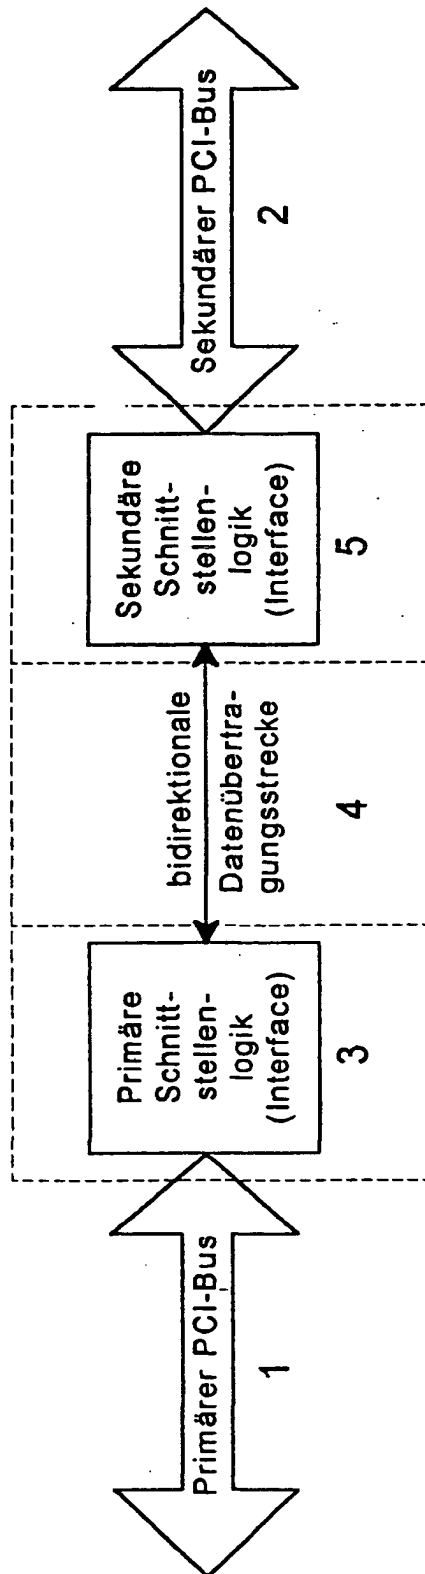 Primärer PCI-Bus
1
Primäre
Schnitt-
stellen-
logik
(Interface)
3
bidirektionale
Datenübertra-
gungsstrecke
4
Sekundäre
Schnitt-
stellen-
logik
(Interface)
5
Sekundärer PCI-Bus
2